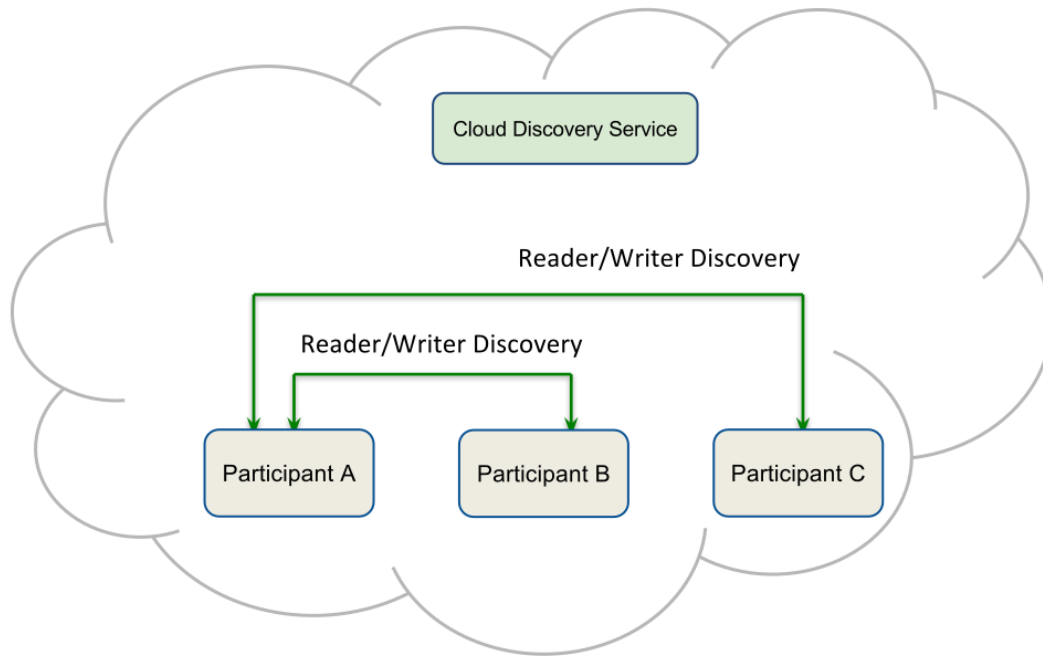 Cloud Discovery Service
Reader/Writer Discovery
Reader/Writer Discovery
Participant A
Participant B
Participant C